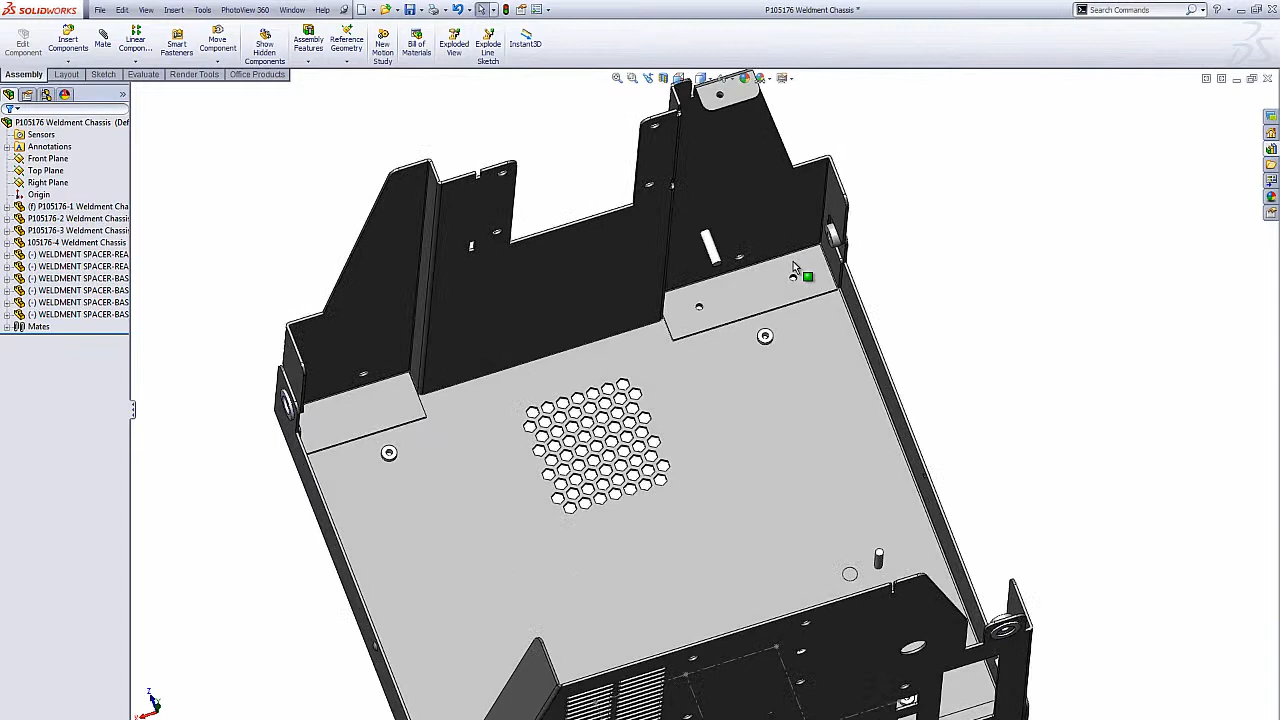 SOLIDWORKS
File
Edit
View
Insert
Tools
PhotoView 360
Window
Help
P105176 Weldment Chassis *
Search Commands
Edit
Component
Insert
Components
Mate
Linear
Compon...
Smart
Fasteners
Move
Component
Show
Hidden
Components
Assembly
Features
Reference
Geometry
New
Motion
Study
Bill of
Materials
Exploded
View
Explode
Line
Sketch
Instant3D
Assembly
Layout
Sketch
Evaluate
Render Tools
Office Products
P105176 Weldment Chassis (Def
Sensors
Annotations
Front Plane
Top Plane
Right Plane
Origin
(f) P105176-1 Weldment Cha
P105176-2 Weldment Chassis
P105176-3 Weldment Chassis
105176-4 Weldment Chassis
(-) WELDMENT SPACER-REA
(-) WELDMENT SPACER-REA
(-) WELDMENT SPACER-BAS
(-) WELDMENT SPACER-BAS
(-) WELDMENT SPACER-BAS
(-) WELDMENT SPACER-BAS
Mates
Z
X